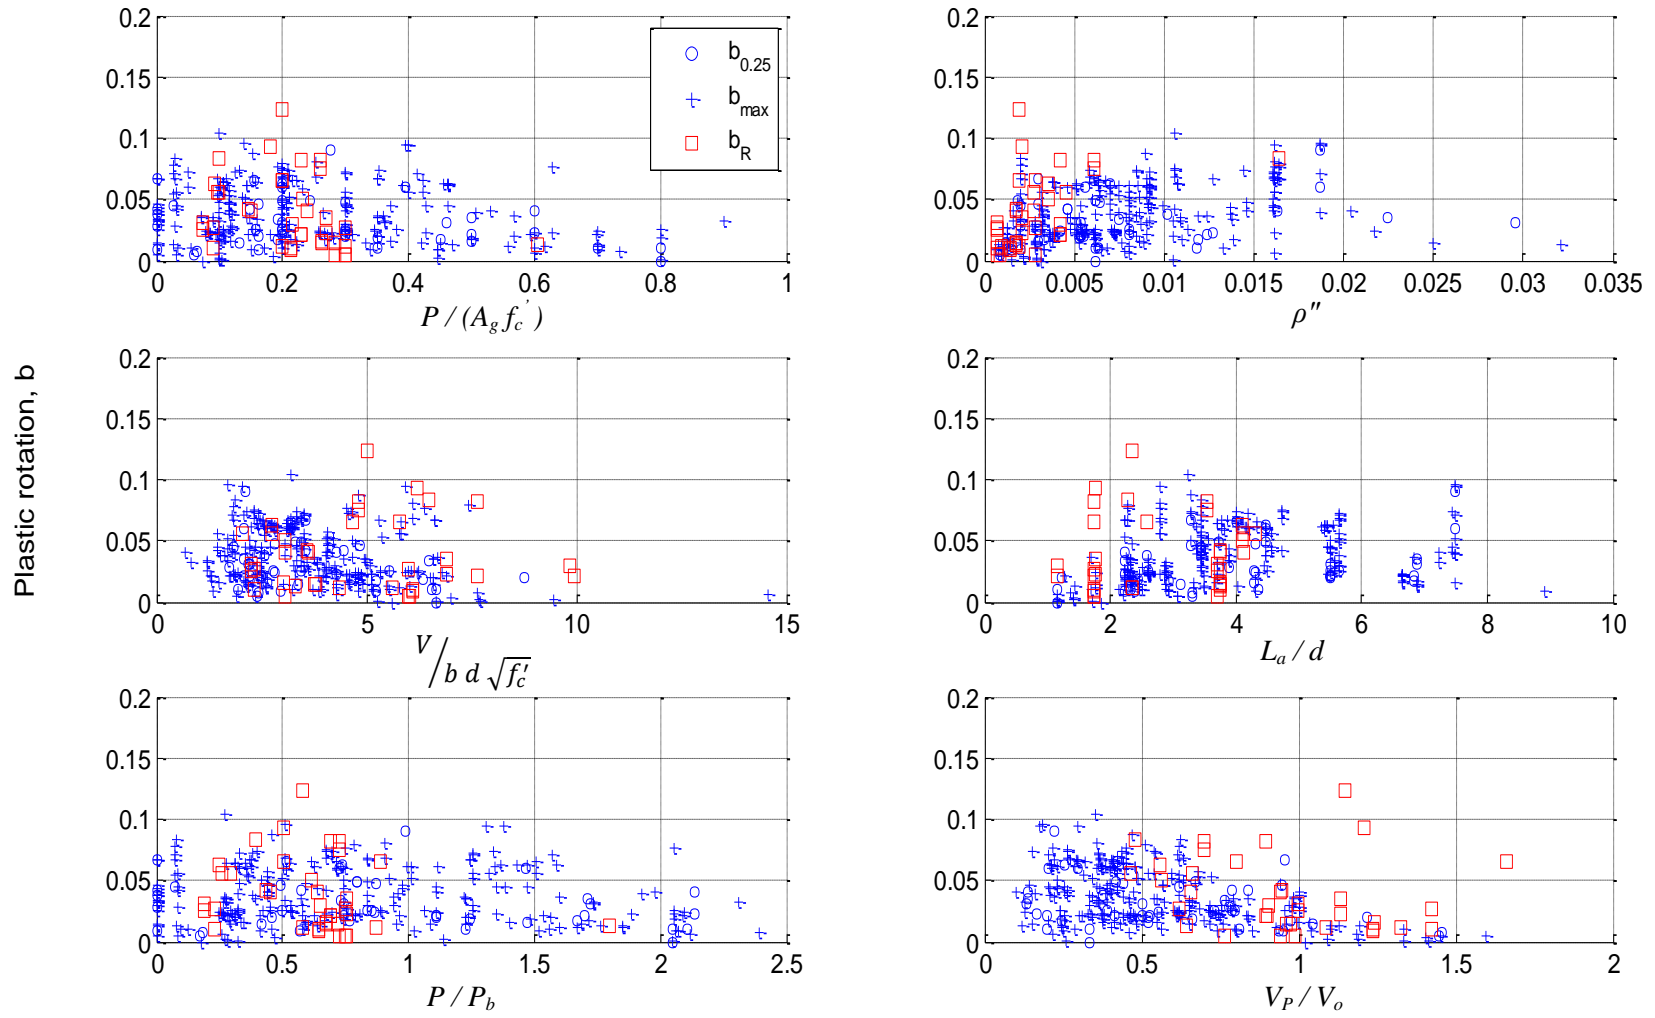 Plastic rotation, b
0.2
0.15
0.1
0.05
0
0 0.2 0.4 0.6 0.8 1
P / (A_g f_c')
b_0.25
b_max
b_R
0.2
0.15
0.1
0.05
0
0 0.005 0.01 0.015 0.02 0.025 0.03 0.035
ρ″
0.2
0.15
0.1
0.05
0
0 5 10 15
V / b d √f_c′
0.2
0.15
0.1
0.05
0
0 2 4 6 8 10
L_a / d
0.2
0.15
0.1
0.05
0
0 0.5 1 1.5 2 2.5
P / P_b
0.2
0.15
0.1
0.05
0
0 0.5 1 1.5 2
V_P / V_o